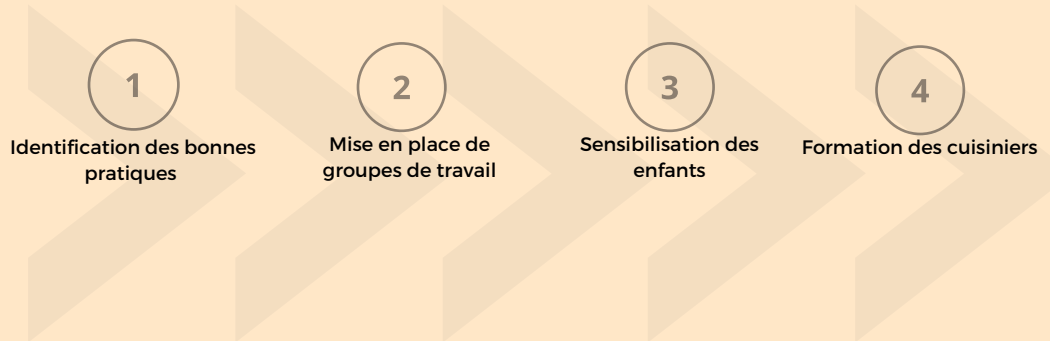 1
Identification des bonnes
pratiques
2
Mise en place de
groupes de travail
3
Sensibilisation des
enfants
4
Formation des cuisiniers